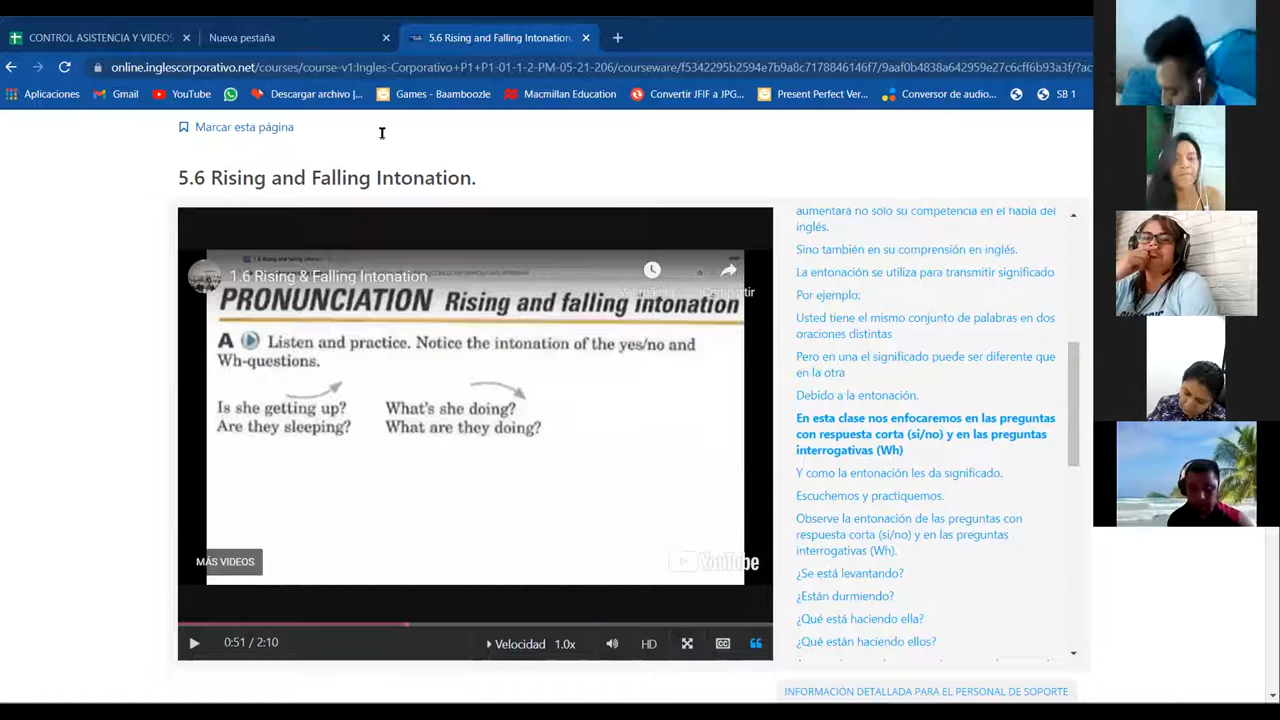 CONTROL ASISTENCIA Y VIDEOS
Nueva pestaña
5.6 Rising and Falling Intonation.
online.inglescorporativo.net/courses/course-v1:Ingles-Corporativo+P1+P1-01-1-2-PM-05-21-206/courseware/f5342295b2594e7b9a8c7178846146f7/9aaf0b4838a642959e27c6cff6b93a3f/?ac
Aplicaciones
Gmail
YouTube
Descargar archivo |...
Games - Baamboozle
Macmillan Education
Convertir JFIF a JPG...
Present Perfect Ver...
Conversor de audio...
SB 1
Marcar esta página
5.6 Rising and Falling Intonation.
1.6 Rising & Falling Intonation
Compartir
PRONUNCIATION Rising and falling intonation
A Listen and practice. Notice the intonation of the yes/no and
Wh-questions.
Is she getting up? What's she doing?
Are they sleeping? What are they doing?
MÁS VIDEOS
YouTube
0:51 / 2:10
Velocidad 1.0x
HD
aumentará no solo su competencia en el habla del
inglés.
Sino también en su comprensión en inglés.
La entonación se utiliza para transmitir significado
Por ejemplo:
Usted tiene el mismo conjunto de palabras en dos
oraciones distintas
Pero en una el significado puede ser diferente que
en la otra
Debido a la entonación.
En esta clase nos enfocaremos en las preguntas
con respuesta corta (si/no) y en las preguntas
interrogativas (Wh)
Y como la entonación les da significado.
Escuchemos y practiquemos.
Observe la entonación de las preguntas con
respuesta corta (si/no) y en las preguntas
interrogativas (Wh).
¿Se está levantando?
¿Están durmiendo?
¿Qué está haciendo ella?
¿Qué están haciendo ellos?
INFORMACIÓN DETALLADA PARA EL PERSONAL DE SOPORTE